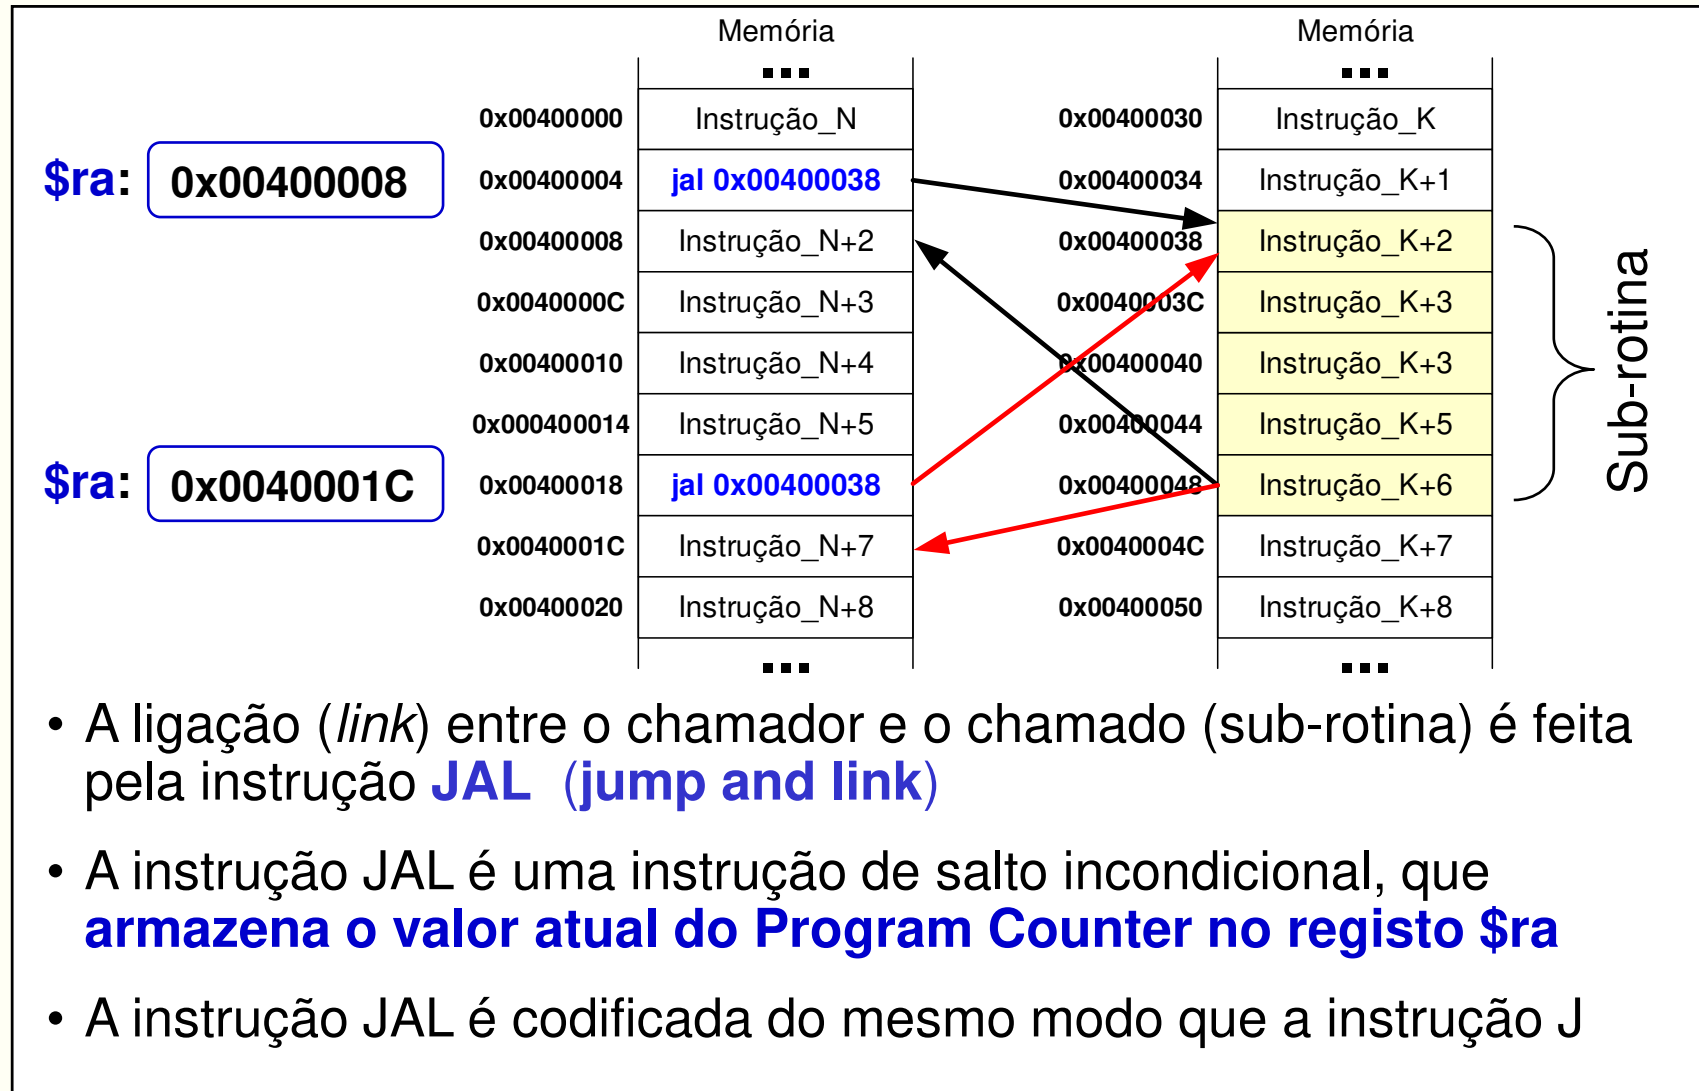 Memória Memória
... ...
0x00400000 Instrução_N 0x00400030 Instrução_K
$ra: 0x00400008 0x00400004 jal 0x00400038 0x00400034 Instrução_K+1
0x00400008 Instrução_N+2 0x00400038 Instrução_K+2
0x0040000C Instrução_N+3 0x0040003C Instrução_K+3
0x00400010 Instrução_N+4 0x00400040 Instrução_K+3
0x000400014 Instrução_N+5 0x00400044 Instrução_K+5
$ra: 0x0040001C 0x00400018 jal 0x00400038 0x00400048 Instrução_K+6
0x0040001C Instrução_N+7 0x0040004C Instrução_K+7
0x00400020 Instrução_N+8 0x00400050 Instrução_K+8
... ...
Sub-rotina
• A ligação (link) entre o chamador e o chamado (sub-rotina) é feita
pela instrução JAL (jump and link)
• A instrução JAL é uma instrução de salto incondicional, que
armazena o valor atual do Program Counter no registo $ra
• A instrução JAL é codificada do mesmo modo que a instrução J